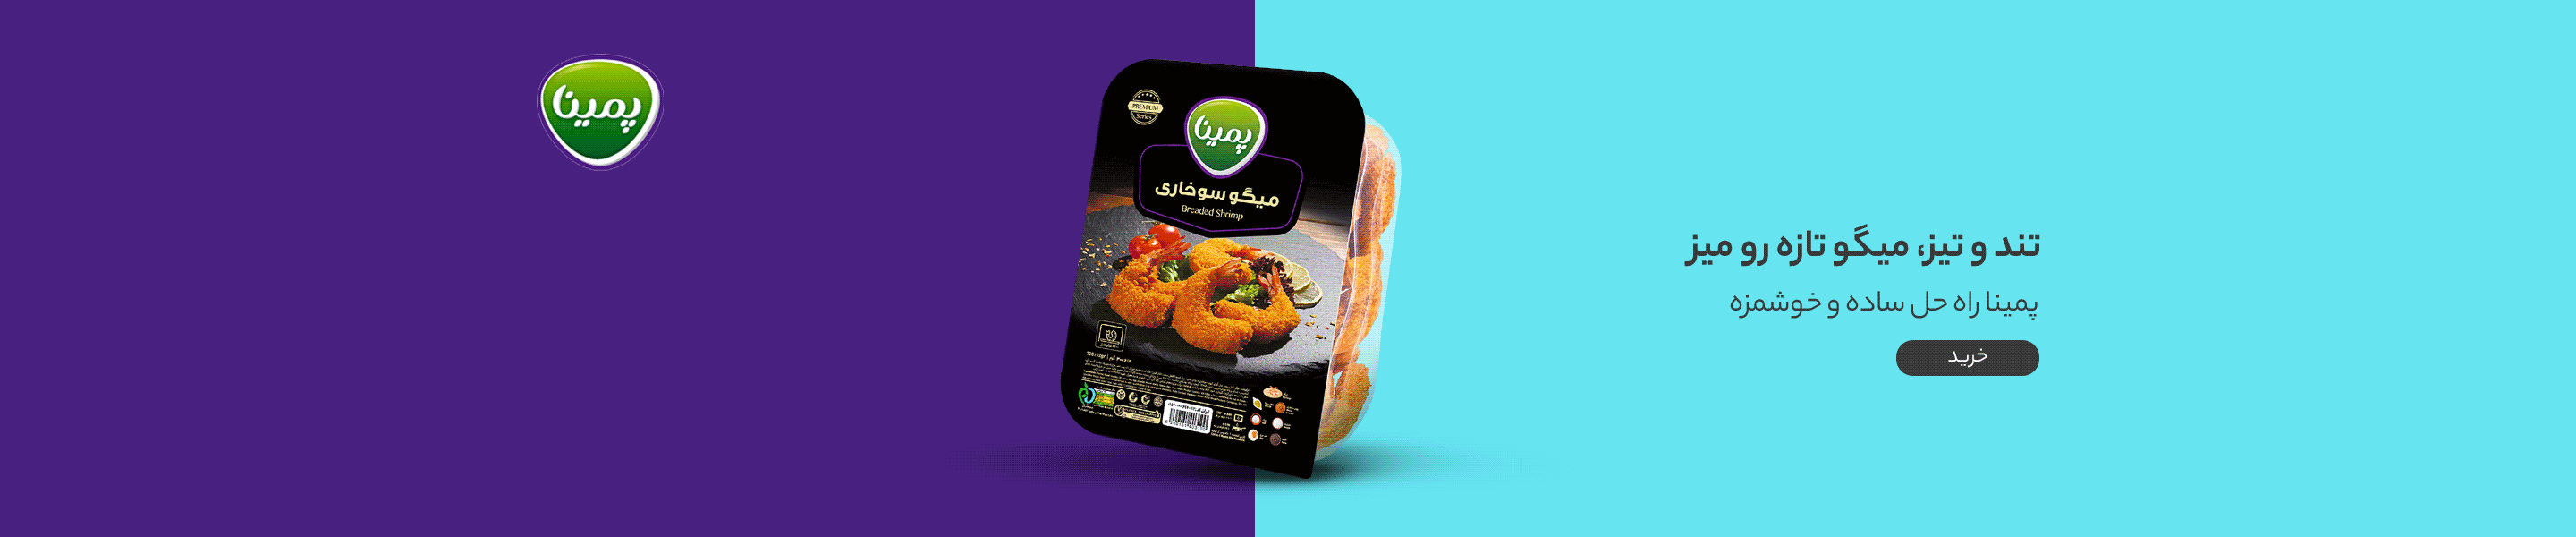 تند و تیز، میگو تازه رو میز
پمینا راه حل ساده و خوشمزه
خرید
پمینا
PREMIUM
Series
پمینا
میگو سوخاری
Breaded Shrimp